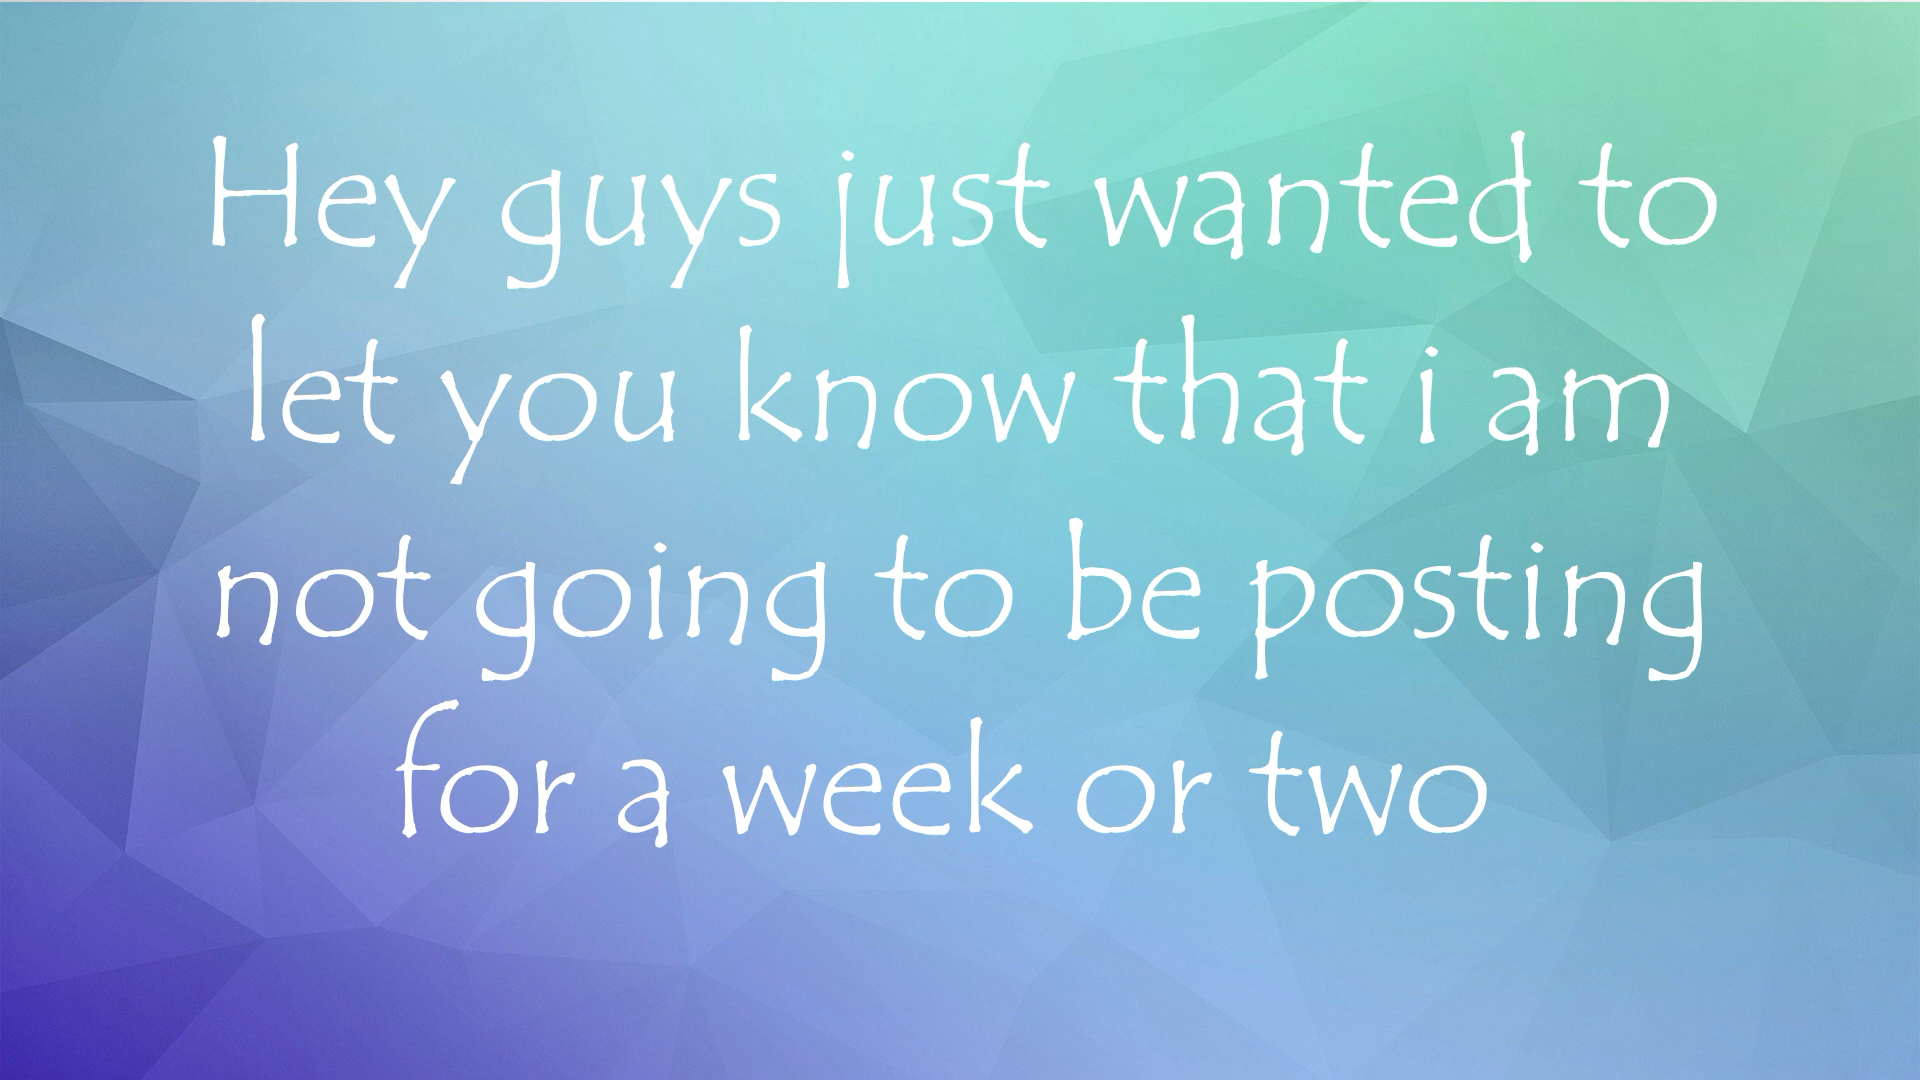 Hey guys just wanted to
let you know that i am
not going to be posting
for a week or two